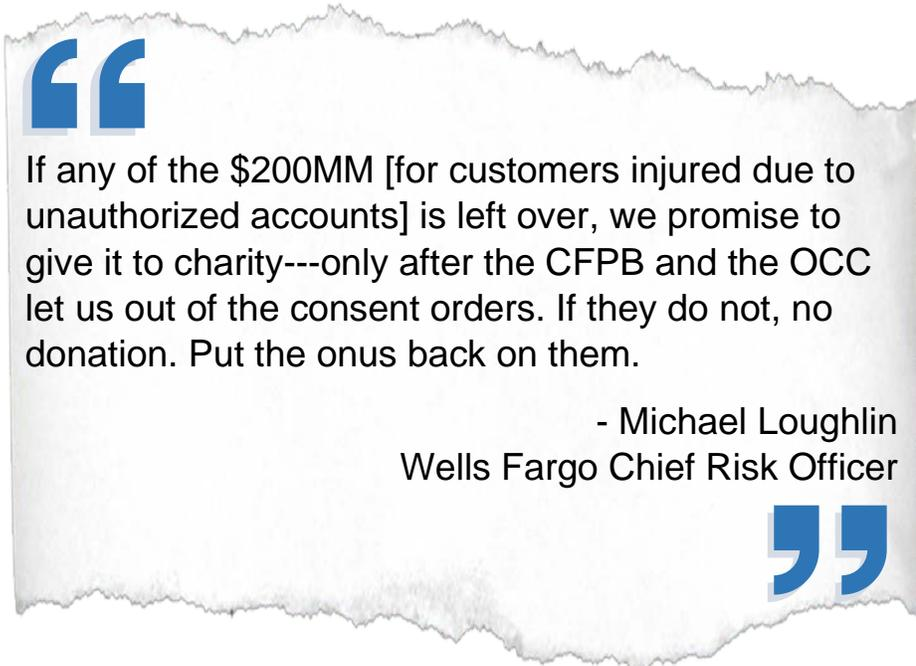 “
If any of the $200MM [for customers injured due to
unauthorized accounts] is left over, we promise to
give it to charity---only after the CFPB and the OCC
let us out of the consent orders. If they do not, no
donation. Put the onus back on them.
- Michael Loughlin
Wells Fargo Chief Risk Officer
”